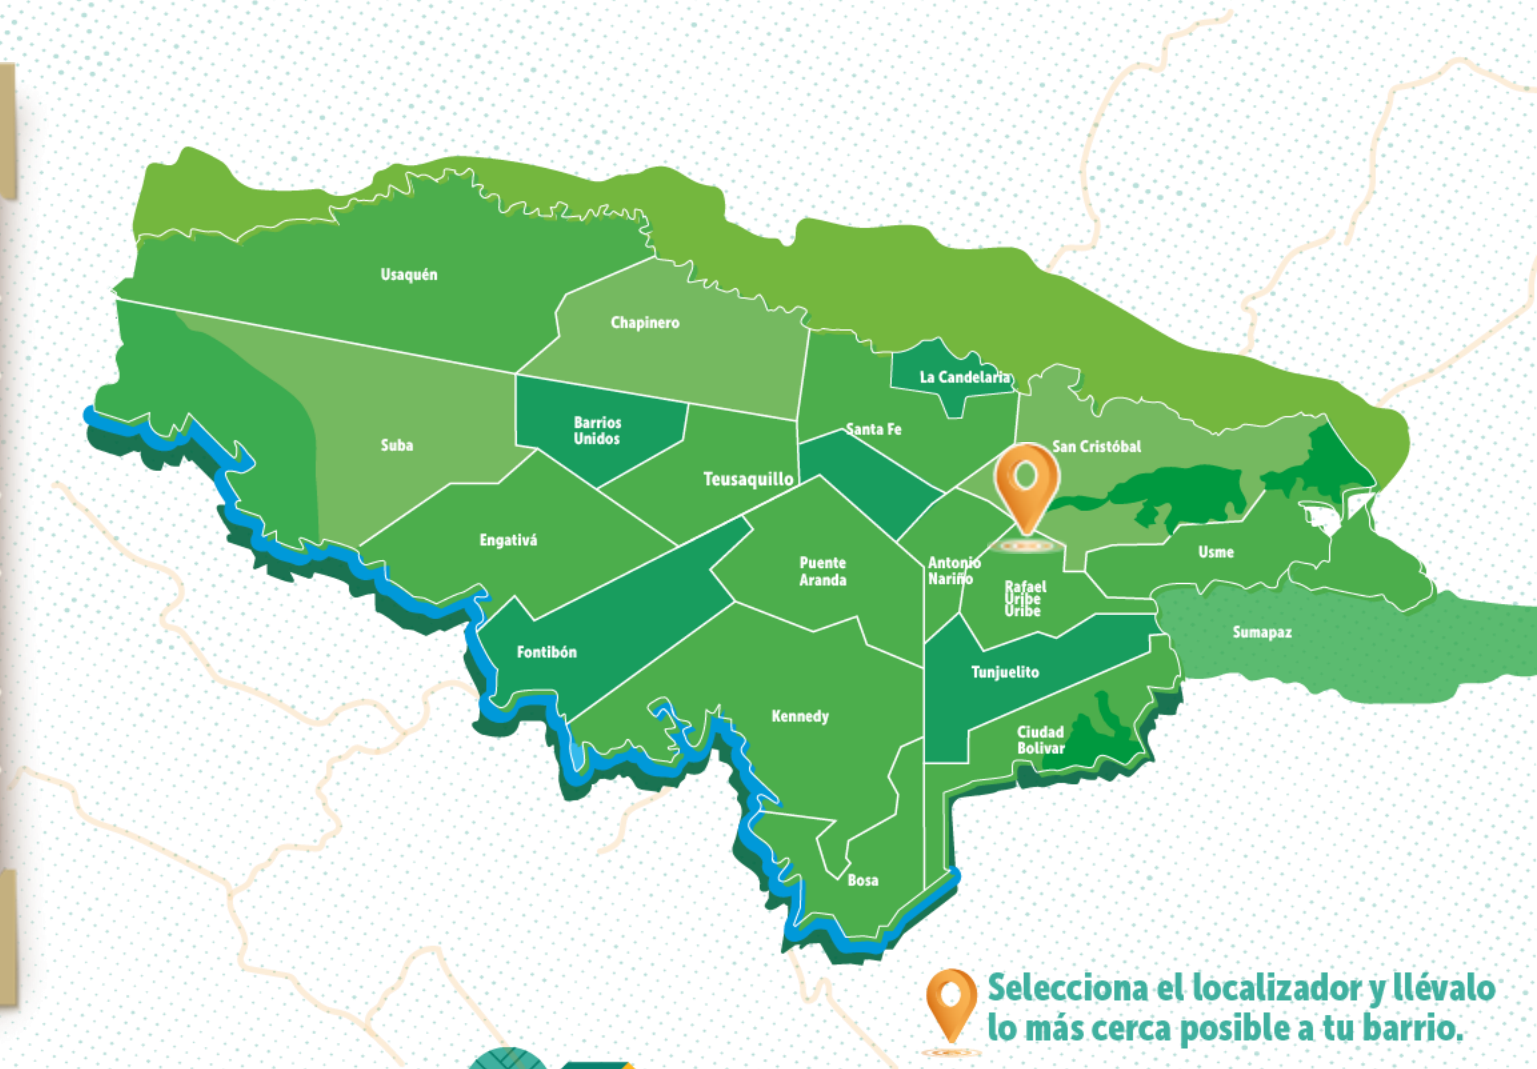 Usaquén
Chapinero
La Candelaria
Barrios
Unidos
Santa Fe
Suba
San Cristóbal
Teusaquillo
Engativá
Usme
Puente
Aranda
Antonio
Nariño
Rafael
Uribe
Uribe
Sumapaz
Fontibón
Tunjuelito
Kennedy
Ciudad
Bolivar
Bosa
Selecciona el localizador y llévalo
lo más cerca posible a tu barrio.